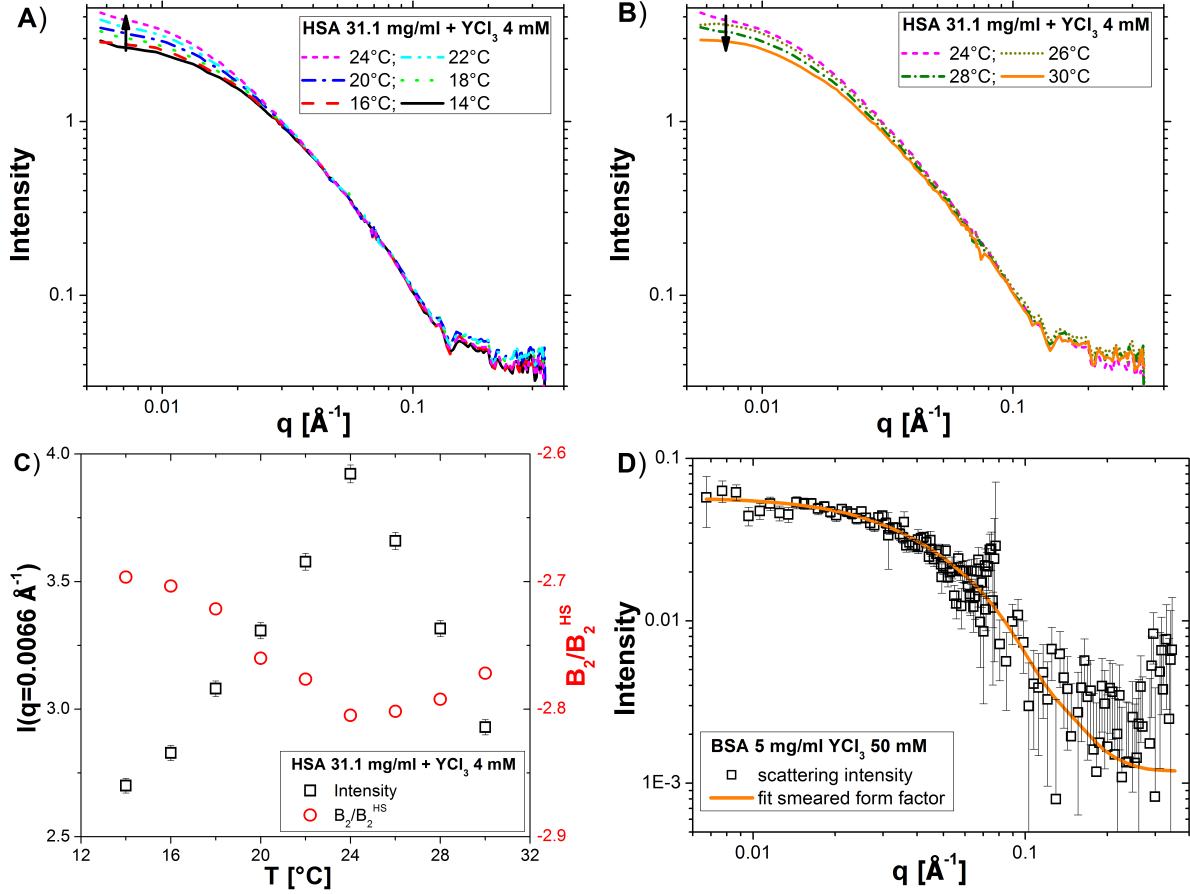 A)
HSA 31.1 mg/ml + YCl₃ 4 mM
24°C; 22°C
20°C; 18°C
16°C; 14°C
1
0.1
Intensity
0.01 0.1
q [Å⁻¹]
B)
HSA 31.1 mg/ml + YCl₃ 4 mM
24°C; 26°C
28°C; 30°C
1
0.1
Intensity
0.01 0.1
q [Å⁻¹]
C)
4.0
3.5
3.0
2.5
I(q=0.0066 Å⁻¹)
-2.6
-2.7
-2.8
-2.9
B₂/B₂ᴴˢ
HSA 31.1 mg/ml + YCl₃ 4 mM
Intensity
B₂/B₂ᴴˢ
12 16 20 24 28 32
T [°C]
D)
0.1
0.01
1E-3
Intensity
BSA 5 mg/ml YCl₃ 50 mM
scattering intensity
fit smeared form factor
0.01 0.1
q [Å⁻¹]